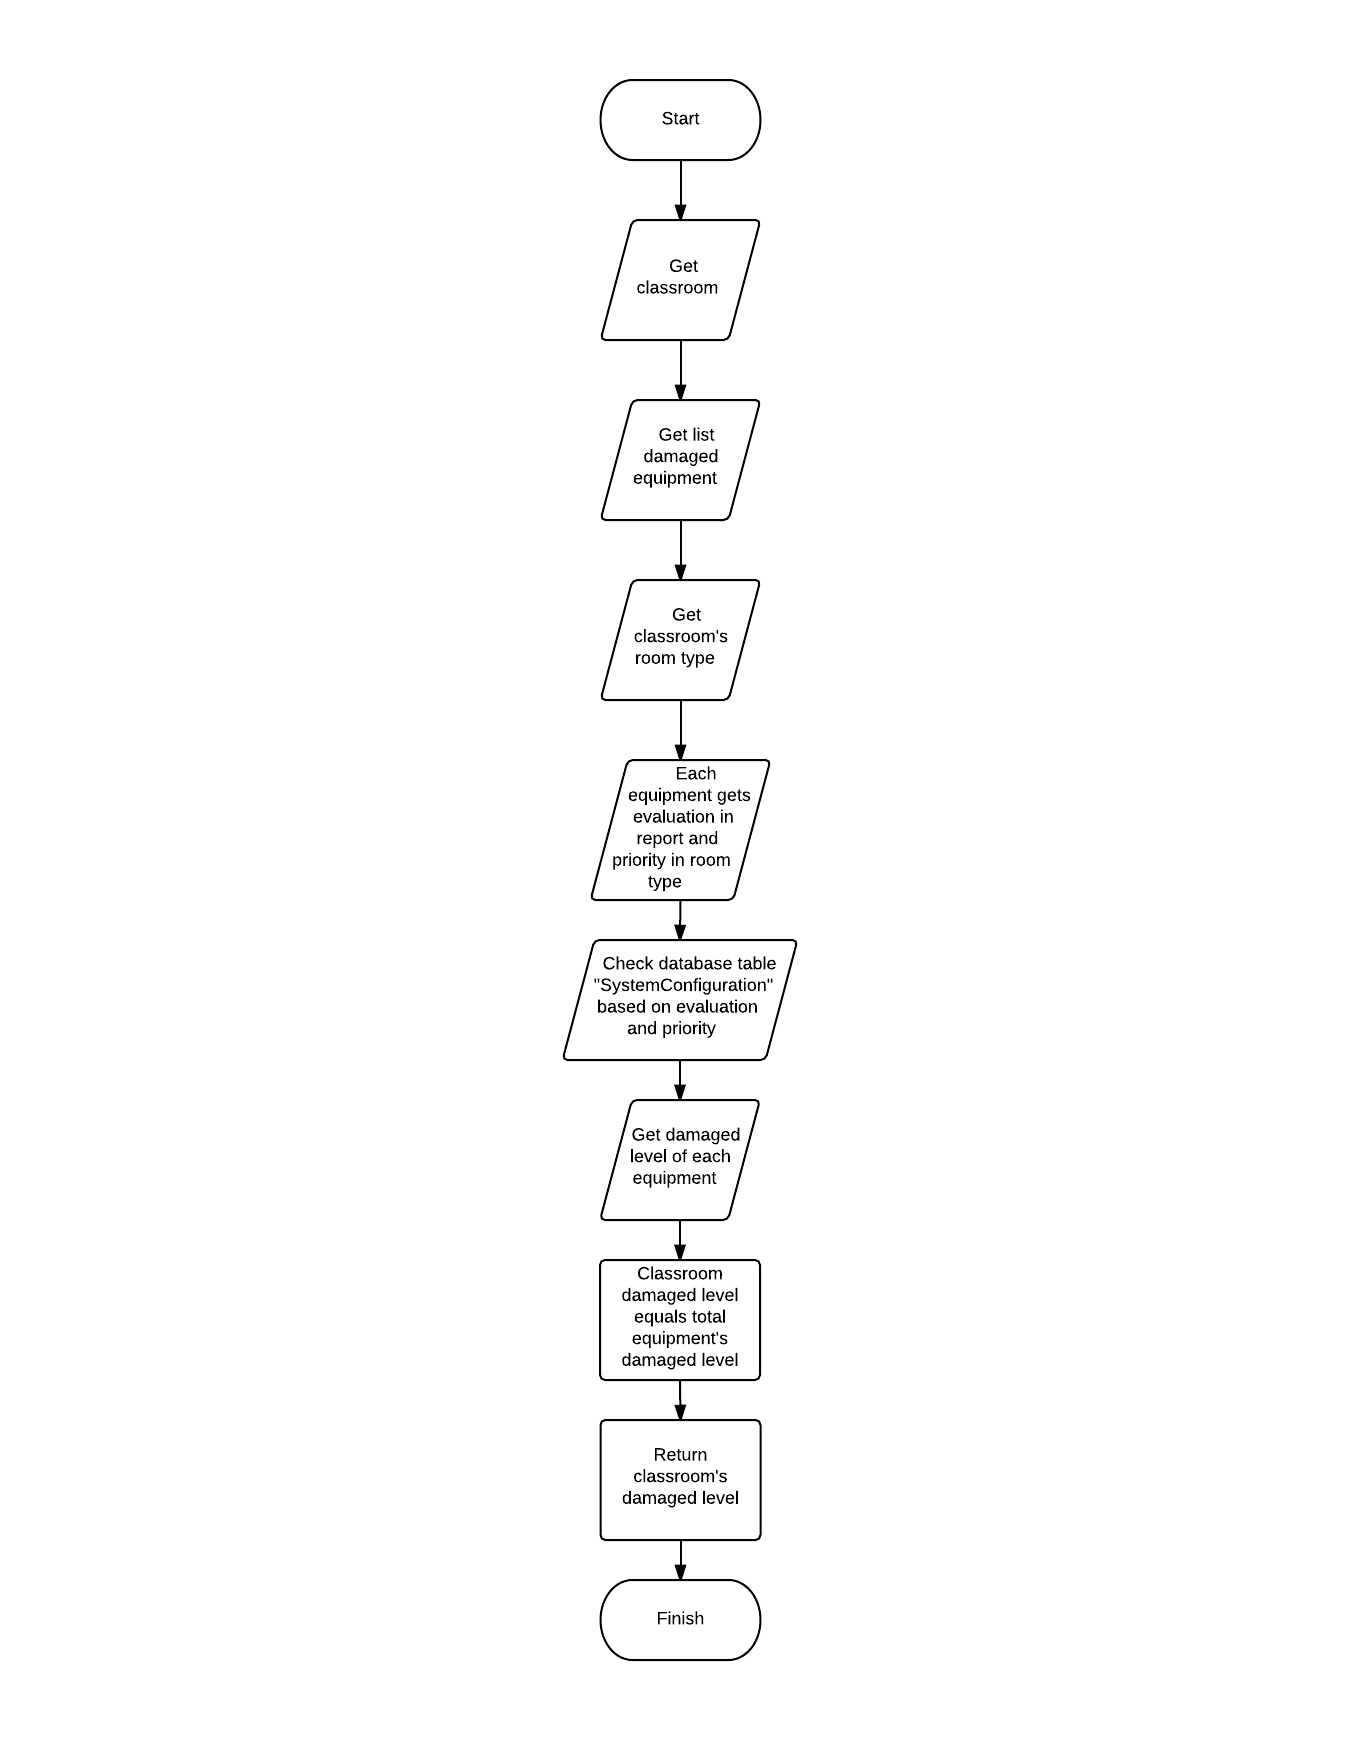 Start
Get
classroom
Get list
damaged
equipment
Get
classroom's
room type
Each
equipment gets
evaluation in
report and
priority in room
type
Check database table
"SystemConfiguration"
based on evaluation
and priority
Get damaged
level of each
equipment
Classroom
damaged level
equals total
equipment's
damaged level
Return
classroom's
damaged level
Finish